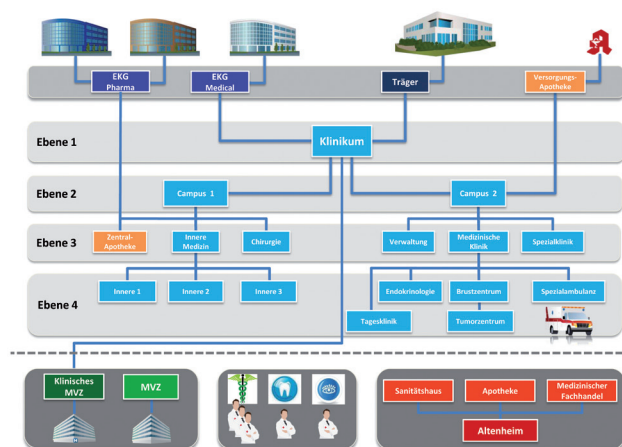 EKG
Pharma
EKG
Medical
Träger
Versorgungs-
Apotheke
Ebene 1
Klinikum
Ebene 2
Campus 1
Campus 2
Ebene 3
Zentral-
Apotheke
Innere
Medizin
Chirurgie
Verwaltung
Medizinische
Klinik
Spezialklinik
Ebene 4
Innere 1
Innere 2
Innere 3
Endokrinologie
Brustzentrum
Spezialambulanz
Tagesklinik
Tumorzentrum
Klinisches
MVZ
MVZ
Sanitätshaus
Apotheke
Medizinischer
Fachhandel
Altenheim